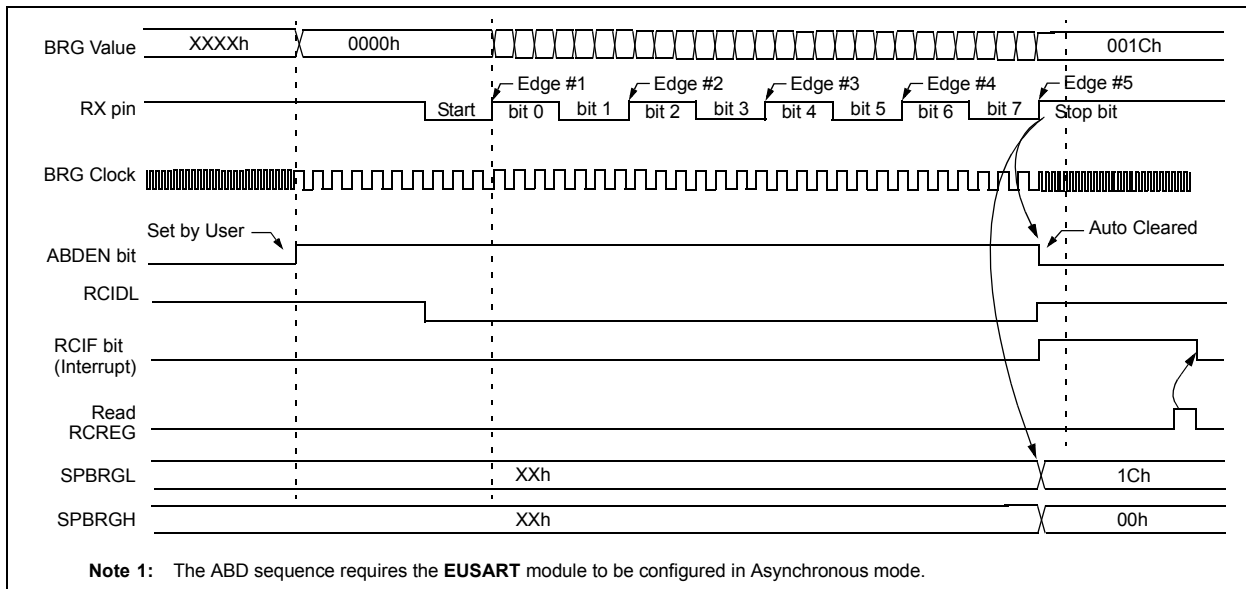 BRG Value XXXXh 0000h 001Ch
Edge #1 Edge #2 Edge #3 Edge #4 Edge #5
RX pin Start bit 0 bit 1 bit 2 bit 3 bit 4 bit 5 bit 6 bit 7 Stop bit
BRG Clock
Set by User Auto Cleared
ABDEN bit
RCIDL
RCIF bit
(Interrupt)
Read
RCREG
SPBRGL XXh 1Ch
SPBRGH XXh 00h
Note 1: The ABD sequence requires the EUSART module to be configured in Asynchronous mode.